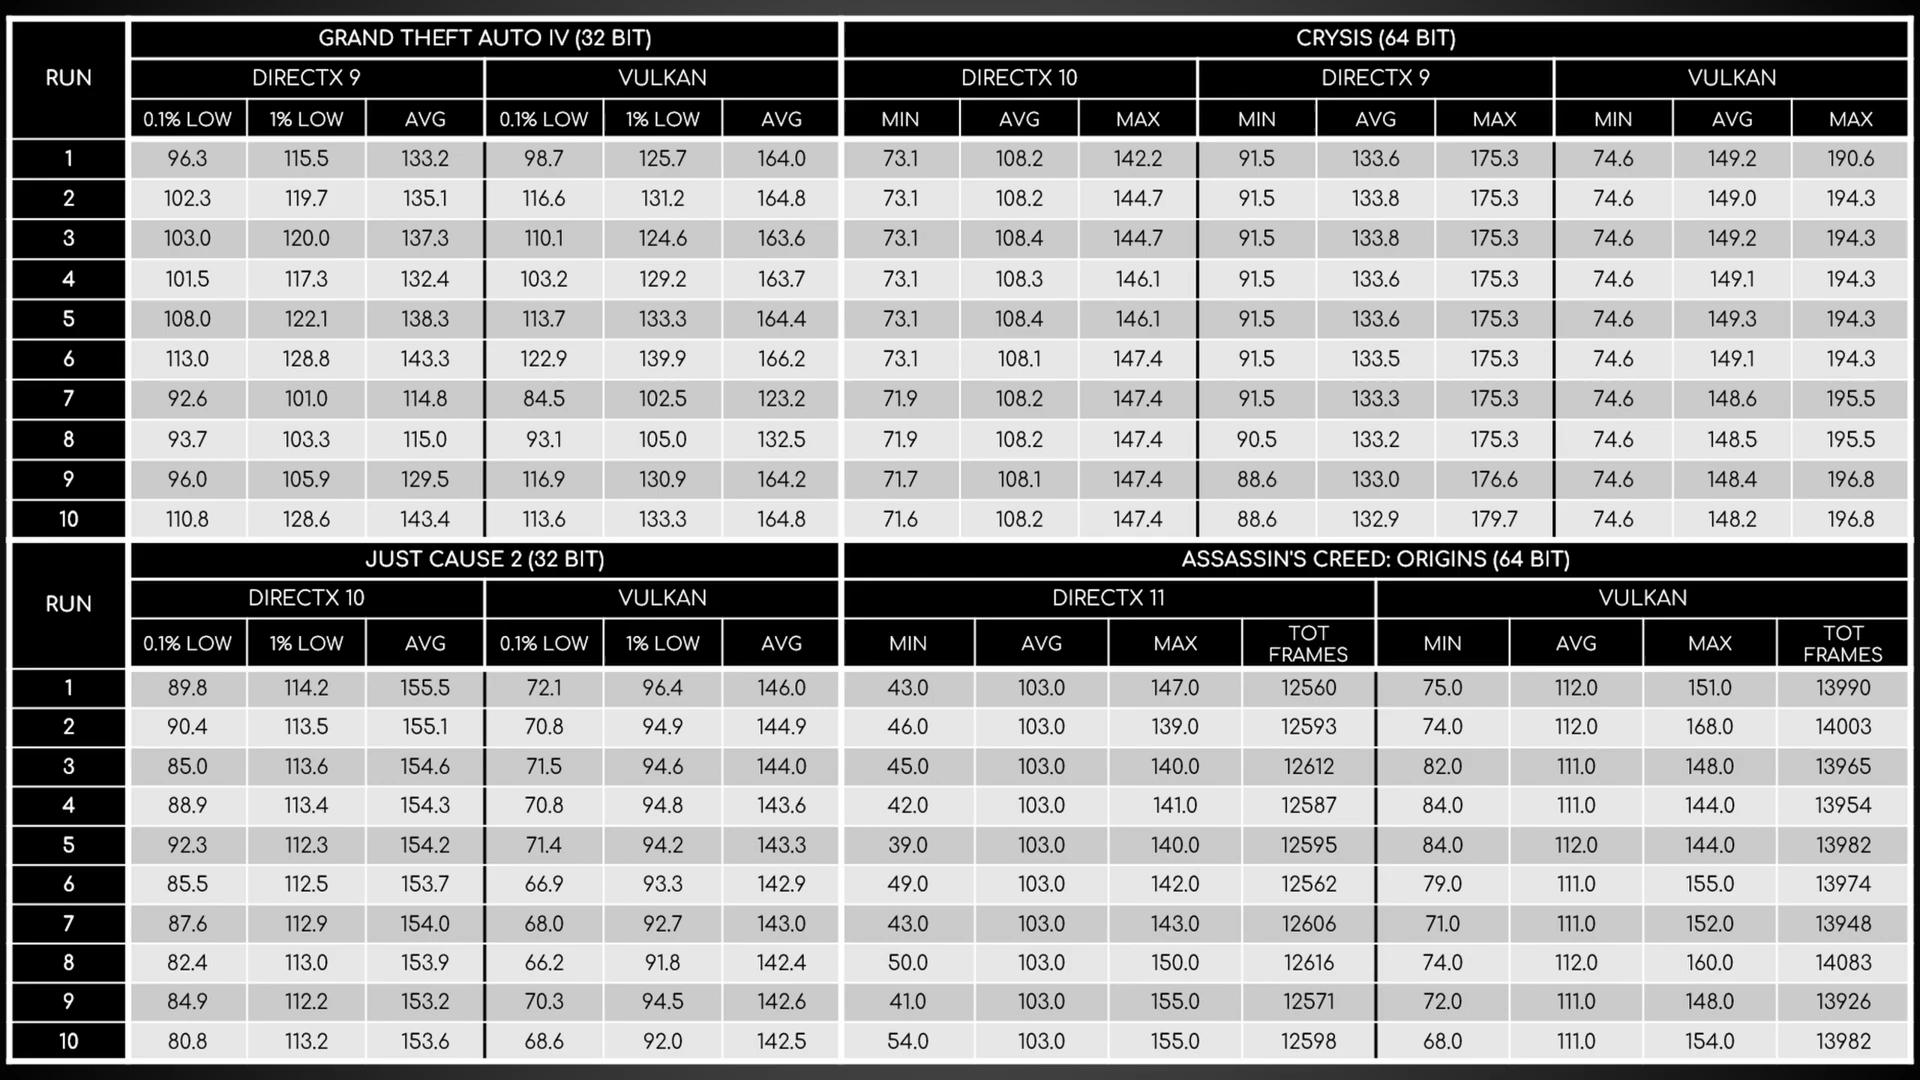 GRAND THEFT AUTO IV (32 BIT) CRYSIS (64 BIT)
RUN DIRECTX 9 VULKAN DIRECTX 10 DIRECTX 9 VULKAN
0.1% LOW 1% LOW AVG 0.1% LOW 1% LOW AVG MIN AVG MAX MIN AVG MAX MIN AVG MAX
1 96.3 115.5 133.2 98.7 125.7 164.0 73.1 108.2 142.2 91.5 133.6 175.3 74.6 149.2 190.6
2 102.3 119.7 135.1 116.6 131.2 164.8 73.1 108.2 144.7 91.5 133.8 175.3 74.6 149.0 194.3
3 103.0 120.0 137.3 110.1 124.6 163.6 73.1 108.4 144.7 91.5 133.8 175.3 74.6 149.2 194.3
4 101.5 117.3 132.4 103.2 129.2 163.7 73.1 108.3 146.1 91.5 133.6 175.3 74.6 149.1 194.3
5 108.0 122.1 138.3 113.7 133.3 164.4 73.1 108.4 146.1 91.5 133.6 175.3 74.6 149.3 194.3
6 113.0 128.8 143.3 122.9 139.9 166.2 73.1 108.1 147.4 91.5 133.5 175.3 74.6 149.1 194.3
7 92.6 101.0 114.8 84.5 102.5 123.2 71.9 108.2 147.4 91.5 133.3 175.3 74.6 148.6 195.5
8 93.7 103.3 115.0 93.1 105.0 132.5 71.9 108.2 147.4 90.5 133.2 175.3 74.6 148.5 195.5
9 96.0 105.9 129.5 116.9 130.9 164.2 71.7 108.1 147.4 88.6 133.0 176.6 74.6 148.4 196.8
10 110.8 128.6 143.4 113.6 133.3 164.8 71.6 108.2 147.4 88.6 132.9 179.7 74.6 148.2 196.8
JUST CAUSE 2 (32 BIT) ASSASSIN'S CREED: ORIGINS (64 BIT)
RUN DIRECTX 10 VULKAN DIRECTX 11 VULKAN
0.1% LOW 1% LOW AVG 0.1% LOW 1% LOW AVG MIN AVG MAX TOT FRAMES MIN AVG MAX TOT FRAMES
1 89.8 114.2 155.5 72.1 96.4 146.0 43.0 103.0 147.0 12560 75.0 112.0 151.0 13990
2 90.4 113.5 155.1 70.8 94.9 144.9 46.0 103.0 139.0 12593 74.0 112.0 168.0 14003
3 85.0 113.6 154.6 71.5 94.6 144.0 45.0 103.0 140.0 12612 82.0 111.0 148.0 13965
4 88.9 113.4 154.3 70.8 94.8 143.6 42.0 103.0 141.0 12587 84.0 111.0 144.0 13954
5 92.3 112.3 154.2 71.4 94.2 143.3 39.0 103.0 140.0 12595 84.0 112.0 144.0 13982
6 85.5 112.5 153.7 66.9 93.3 142.9 49.0 103.0 142.0 12562 79.0 111.0 155.0 13974
7 87.6 112.9 154.0 68.0 92.7 143.0 43.0 103.0 143.0 12606 71.0 111.0 152.0 13948
8 82.4 113.0 153.9 66.2 91.8 142.4 50.0 103.0 150.0 12616 74.0 112.0 160.0 14083
9 84.9 112.2 153.2 70.3 94.5 142.6 41.0 103.0 155.0 12571 72.0 111.0 148.0 13926
10 80.8 113.2 153.6 68.6 92.0 142.5 54.0 103.0 155.0 12598 68.0 111.0 154.0 13982